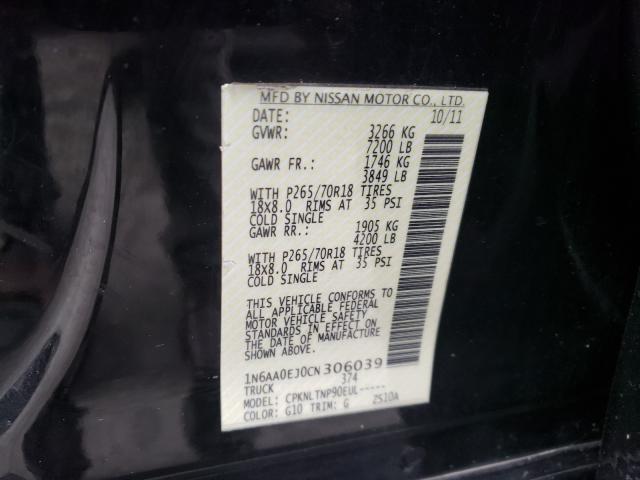 MFD BY NISSAN MOTOR CO., LTD.
DATE: 10/11
GVWR: 3266 KG
7200 LB
GAWR FR.: 1746 KG
3849 LB
WITH P265/70R18 TIRES
18X8.0 RIMS AT 35 PSI
COLD SINGLE
GAWR RR.: 1905 KG
4200 LB
WITH P265/70R18 TIRES
18X8.0 RIMS AT 35 PSI
COLD SINGLE
THIS VEHICLE CONFORMS TO
ALL APPLICABLE FEDERAL
MOTOR VEHICLE SAFETY
STANDARDS IN EFFECT ON
THE DATE OF MANUFACTURE
SHOWN ABOVE.
1N6AA0EJ0CN306039
TRUCK 374
MODEL: CPKNLTNP90EUL-----
COLOR: G10 TRIM: G ZS10A